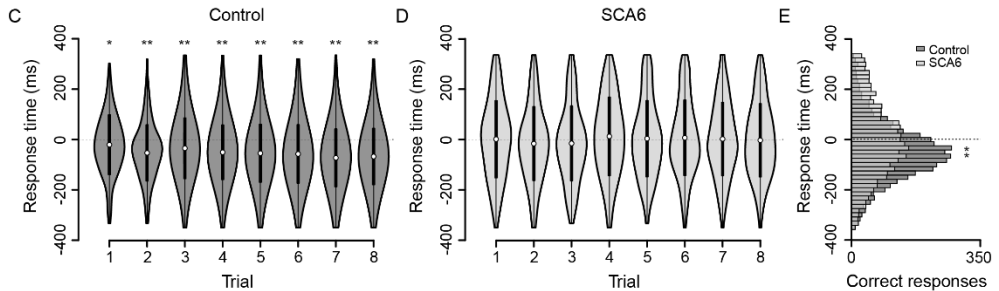 C
Control
Response time (ms)
400
200
0
-200
-400
* ** ** ** ** ** ** **
1 2 3 4 5 6 7 8
Trial
D
SCA6
Response time (ms)
400
200
0
-200
-400
1 2 3 4 5 6 7 8
Trial
E
Response time (ms)
400
200
0
-200
-400
Control
SCA6
**
0 350
Correct responses